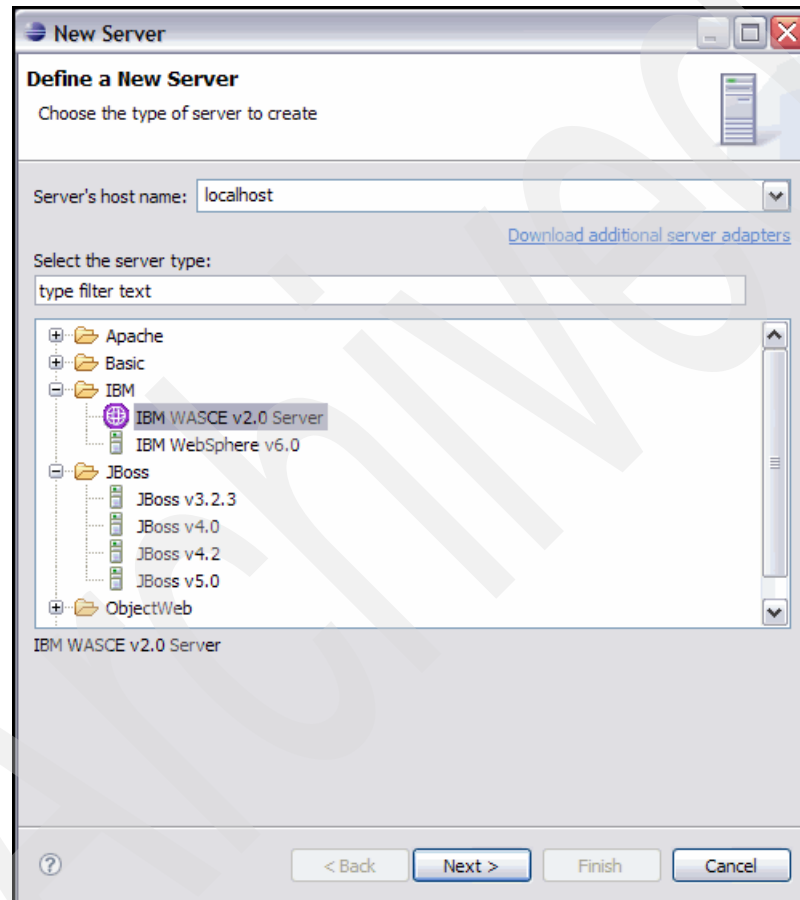 New Server
Define a New Server
Choose the type of server to create
Server's host name: localhost
Download additional server adapters
Select the server type:
type filter text
Apache
Basic
IBM
IBM WASCE v2.0 Server
IBM WebSphere v6.0
JBoss
JBoss v3.2.3
JBoss v4.0
JBoss v4.2
JBoss v5.0
ObjectWeb
IBM WASCE v2.0 Server
? < Back Next > Finish Cancel
Archived